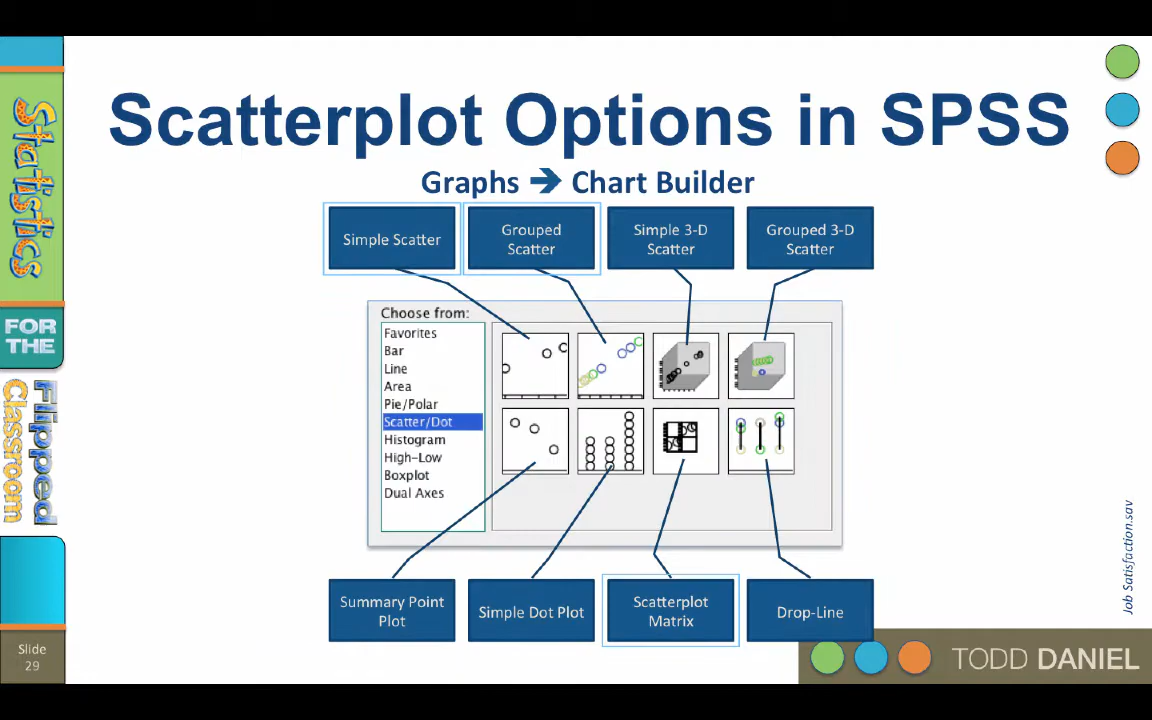 Scatterplot Options in SPSS
Graphs → Chart Builder
Simple Scatter
Grouped
Scatter
Simple 3-D
Scatter
Grouped 3-D
Scatter
Choose from:
Favorites
Bar
Line
Area
Pie/Polar
Scatter/Dot
Histogram
High-Low
Boxplot
Dual Axes
Summary Point
Plot
Simple Dot Plot
Scatterplot
Matrix
Drop-Line
Job Satisfaction.sav
Statistics
FOR
THE
Flipped
Classroom
Slide
29
TODD DANIEL